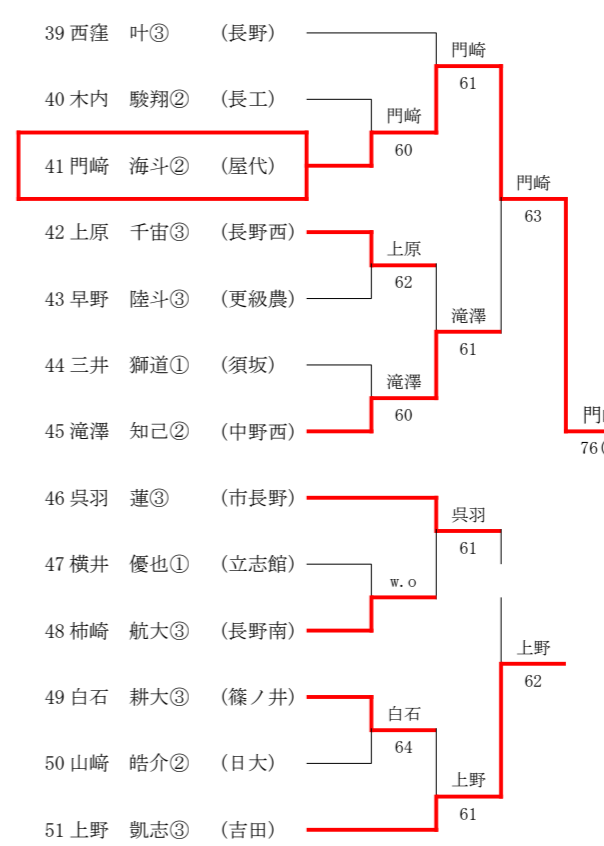 39 西窪　叶③　(長野)
門崎
61
40 木内　駿翔②　(長工)
門﨑
60
41 門﨑　海斗②　(屋代)
門崎
63
42 上原　千宙③　(長野西)
上原
62
43 早野　陸斗③　(更級農)
滝澤
61
44 三井　獅道①　(須坂)
滝澤
60
45 滝澤　知己②　(中野西)
76(
46 呉羽　蓮③　(市長野)
呉羽
61
47 横井　優也①　(立志館)
w.o
48 柿崎　航大③　(長野南)
上野
62
49 白石　耕大③　(篠ノ井)
白石
64
50 山﨑　皓介②　(日大)
上野
61
51 上野　凱志③　(吉田)